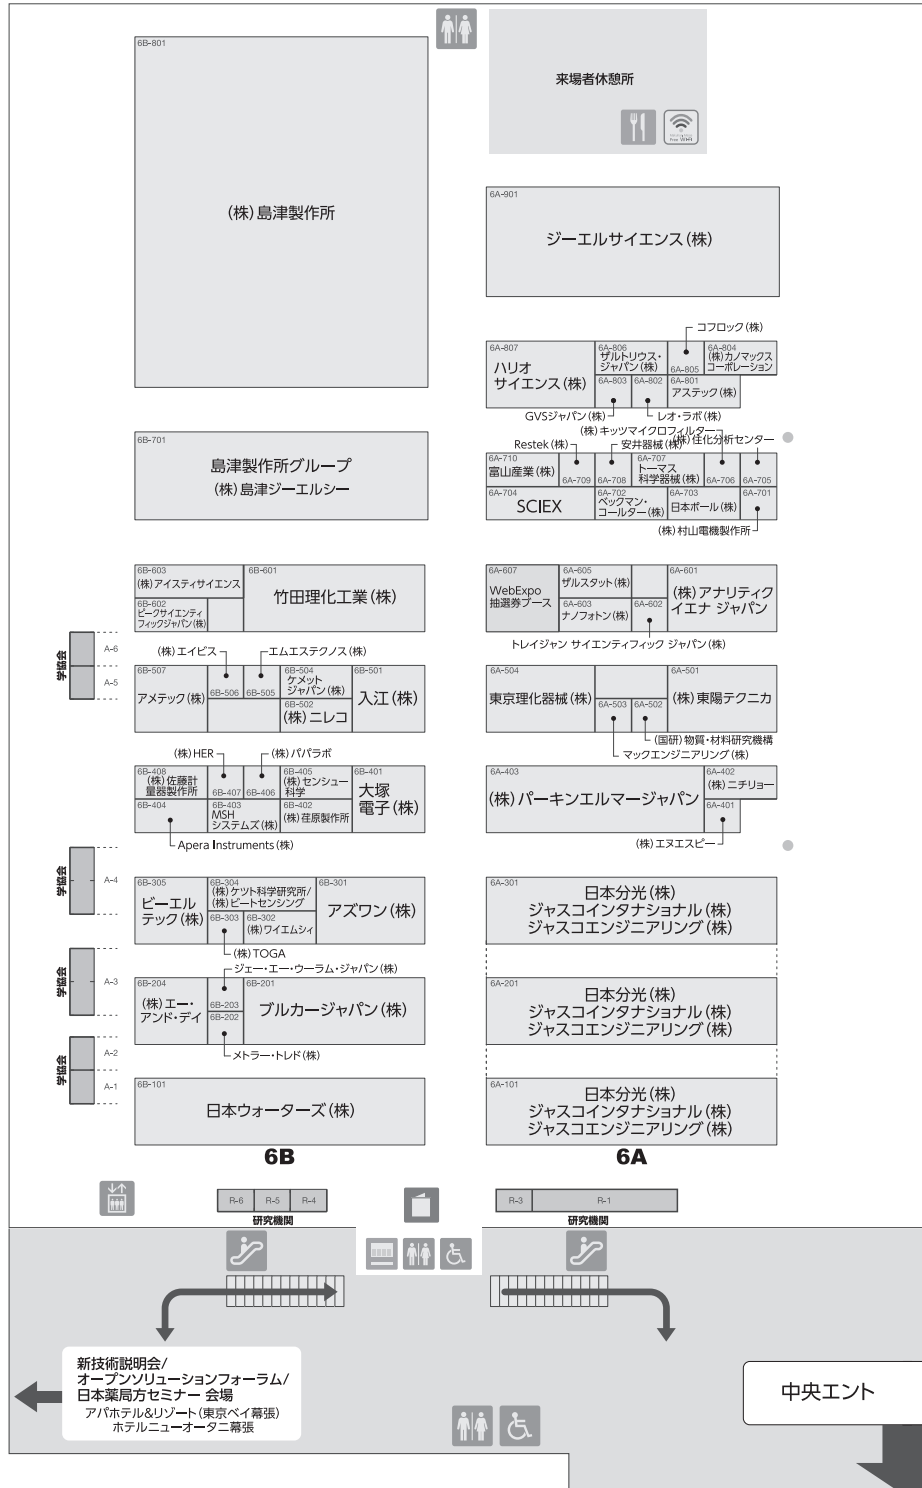 来場者休憩所
Free Wi-Fi
6B-801
(株)島津製作所
6A-901
ジーエルサイエンス(株)
コフロック(株)
6A-807
ハリオ
サイエンス(株)
6A-806
ザルトリウス・
ジャパン(株)
6A-805
6A-804
(株)カノマックス
コーポレーション
6A-803
6A-802
6A-801
アステック(株)
GVSジャパン(株)
レオ・ラボ(株)
(株)キッツマイクロフィルター
(株)住化分析センター
Restek(株)
安井器械(株)
6B-701
島津製作所グループ
(株)島津ジーエルシー
6A-710
富山産業(株)
6A-709
6A-708
6A-707
トーマス
科学器械(株)
6A-706
6A-705
6A-704
SCIEX
6A-702
ベックマン・
コールター(株)
6A-703
日本ポール(株)
6A-701
(株)村山電機製作所
6B-603
(株)アイスティサイエンス
6B-601
竹田理化工業(株)
6B-602
ピークサイエンティ
フィックジャパン(株)
6A-607
WebExpo
抽選券ブース
6A-605
ザルスタット(株)
6A-603
ナノフォトン(株)
6A-602
6A-601
(株)アナリティク
イエナ ジャパン
トレイジャン サイエンティフィック ジャパン(株)
学協会
A-6
A-5
(株)エイビス
エムエステクノス(株)
6B-507
アメテック(株)
6B-506
6B-505
6B-504
ケメット
ジャパン(株)
6B-502
(株)ニレコ
6B-501
入江(株)
6A-504
東京理化器械(株)
6A-503
6A-502
6A-501
(株)東陽テクニカ
(国研)物質・材料研究機構
マックエンジニアリング(株)
(株)HER
(株)パパラボ
6B-408
(株)佐藤計
量器製作所
6B-407
6B-406
6B-405
(株)センシュー
科学
6B-401
大塚
電子(株)
6B-404
6B-403
MSH
システムズ(株)
6B-402
(株)荏原製作所
Apera Instruments(株)
6A-403
(株)パーキンエルマージャパン
6A-402
(株)ニチリョー
6A-401
(株)エヌエスピー
学協会
A-4
6B-305
ビーエル
テック(株)
6B-304
(株)ケツト科学研究所/
(株)ビートセンシング
6B-303
6B-302
(株)ワイエムシィ
6B-301
アズワン(株)
(株)TOGA
6A-301
日本分光(株)
ジャスコインタナショナル(株)
ジャスコエンジニアリング(株)
学協会
A-3
ジェー・エー・ウーラム・ジャパン(株)
6B-204
(株)エー・
アンド・デイ
6B-203
6B-202
6B-201
ブルカージャパン(株)
メトラー・トレド(株)
6A-201
日本分光(株)
ジャスコインタナショナル(株)
ジャスコエンジニアリング(株)
学協会
A-2
A-1
6B-101
日本ウォーターズ(株)
6A-101
日本分光(株)
ジャスコインタナショナル(株)
ジャスコエンジニアリング(株)
6B
6A
R-6
R-5
R-4
研究機関
R-3
R-1
研究機関
新技術説明会/
オープンソリューションフォーラム/
日本薬局方セミナー 会場
アパホテル&リゾート(東京ベイ幕張)
ホテルニューオータニ幕張
中央エント